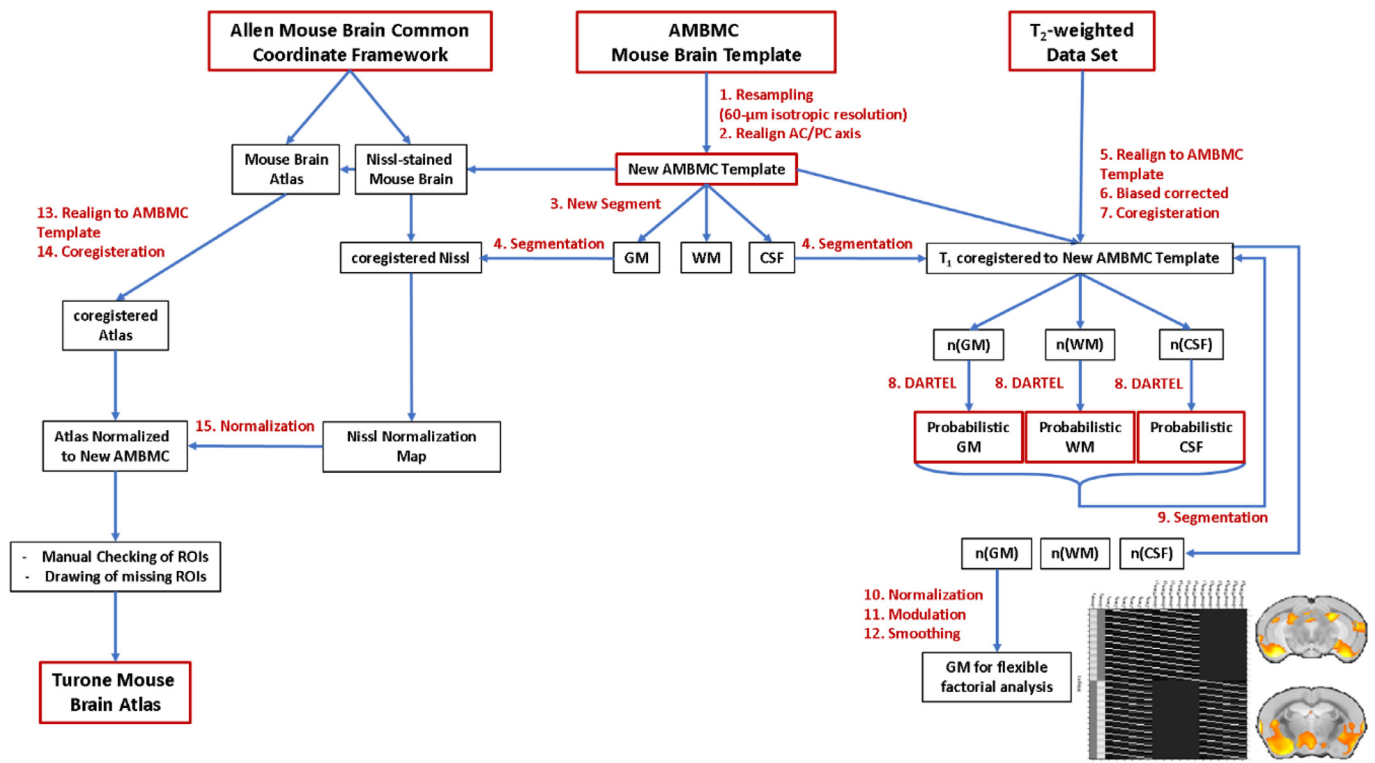 Allen Mouse Brain Common
Coordinate Framework
AMBMC
Mouse Brain Template
T2-weighted
Data Set
1. Resampling
(60-μm isotropic resolution)
2. Realign AC/PC axis
Mouse Brain
Atlas
Nissl-stained
Mouse Brain
New AMBMC Template
5. Realign to AMBMC
Template
6. Biased corrected
7. Coregisteration
13. Realign to AMBMC
Template
14. Coregisteration
3. New Segment
4. Segmentation
4. Segmentation
coregistered Nissl
GM
WM
CSF
T1 coregistered to New AMBMC Template
coregistered
Atlas
n(GM)
n(WM)
n(CSF)
8. DARTEL
8. DARTEL
8. DARTEL
15. Normalization
Atlas Normalized
to New AMBMC
Nissl Normalization
Map
Probabilistic
GM
Probabilistic
WM
Probabilistic
CSF
9. Segmentation
- Manual Checking of ROIs
- Drawing of missing ROIs
n(GM)
n(WM)
n(CSF)
10. Normalization
11. Modulation
12. Smoothing
GM for flexible
factorial analysis
Turone Mouse
Brain Atlas